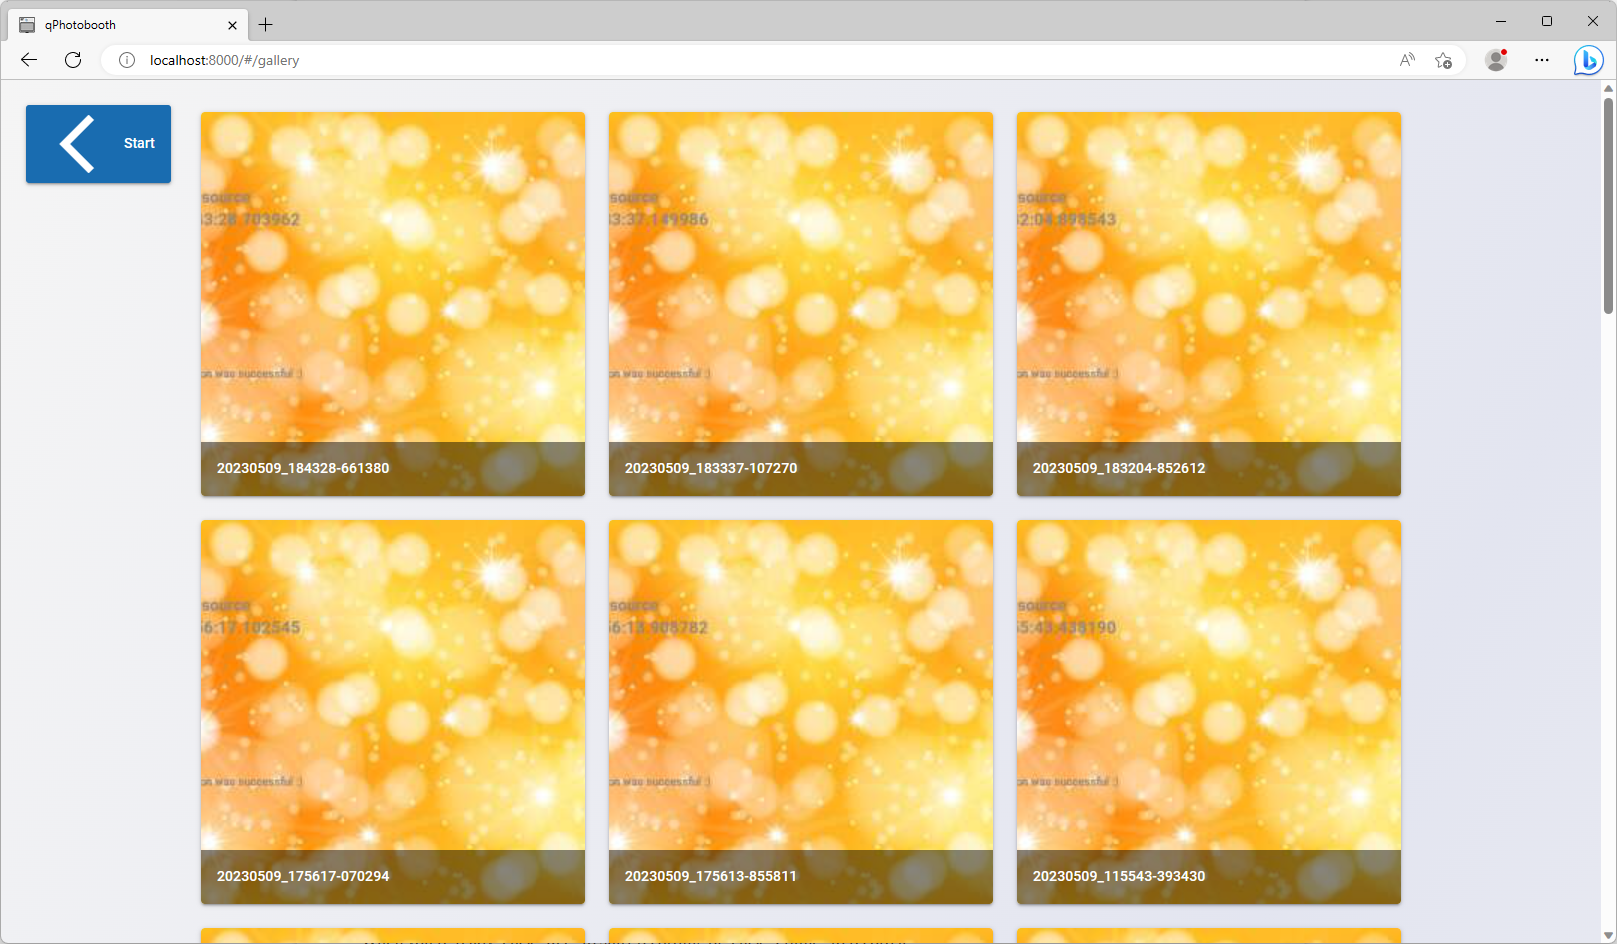 qPhotobooth
localhost:8000/#/gallery
Start
source
3:28.703962
on was successful :)
20230509_184328-661380
source
3:37.149986
on was successful :)
20230509_183337-107270
source
2:04.898543
on was successful :)
20230509_183204-852612
source
6:17.102545
on was successful :)
20230509_175617-070294
source
6:13.908782
on was successful :)
20230509_175613-855811
source
5:43.438190
on was successful :)
20230509_115543-393430